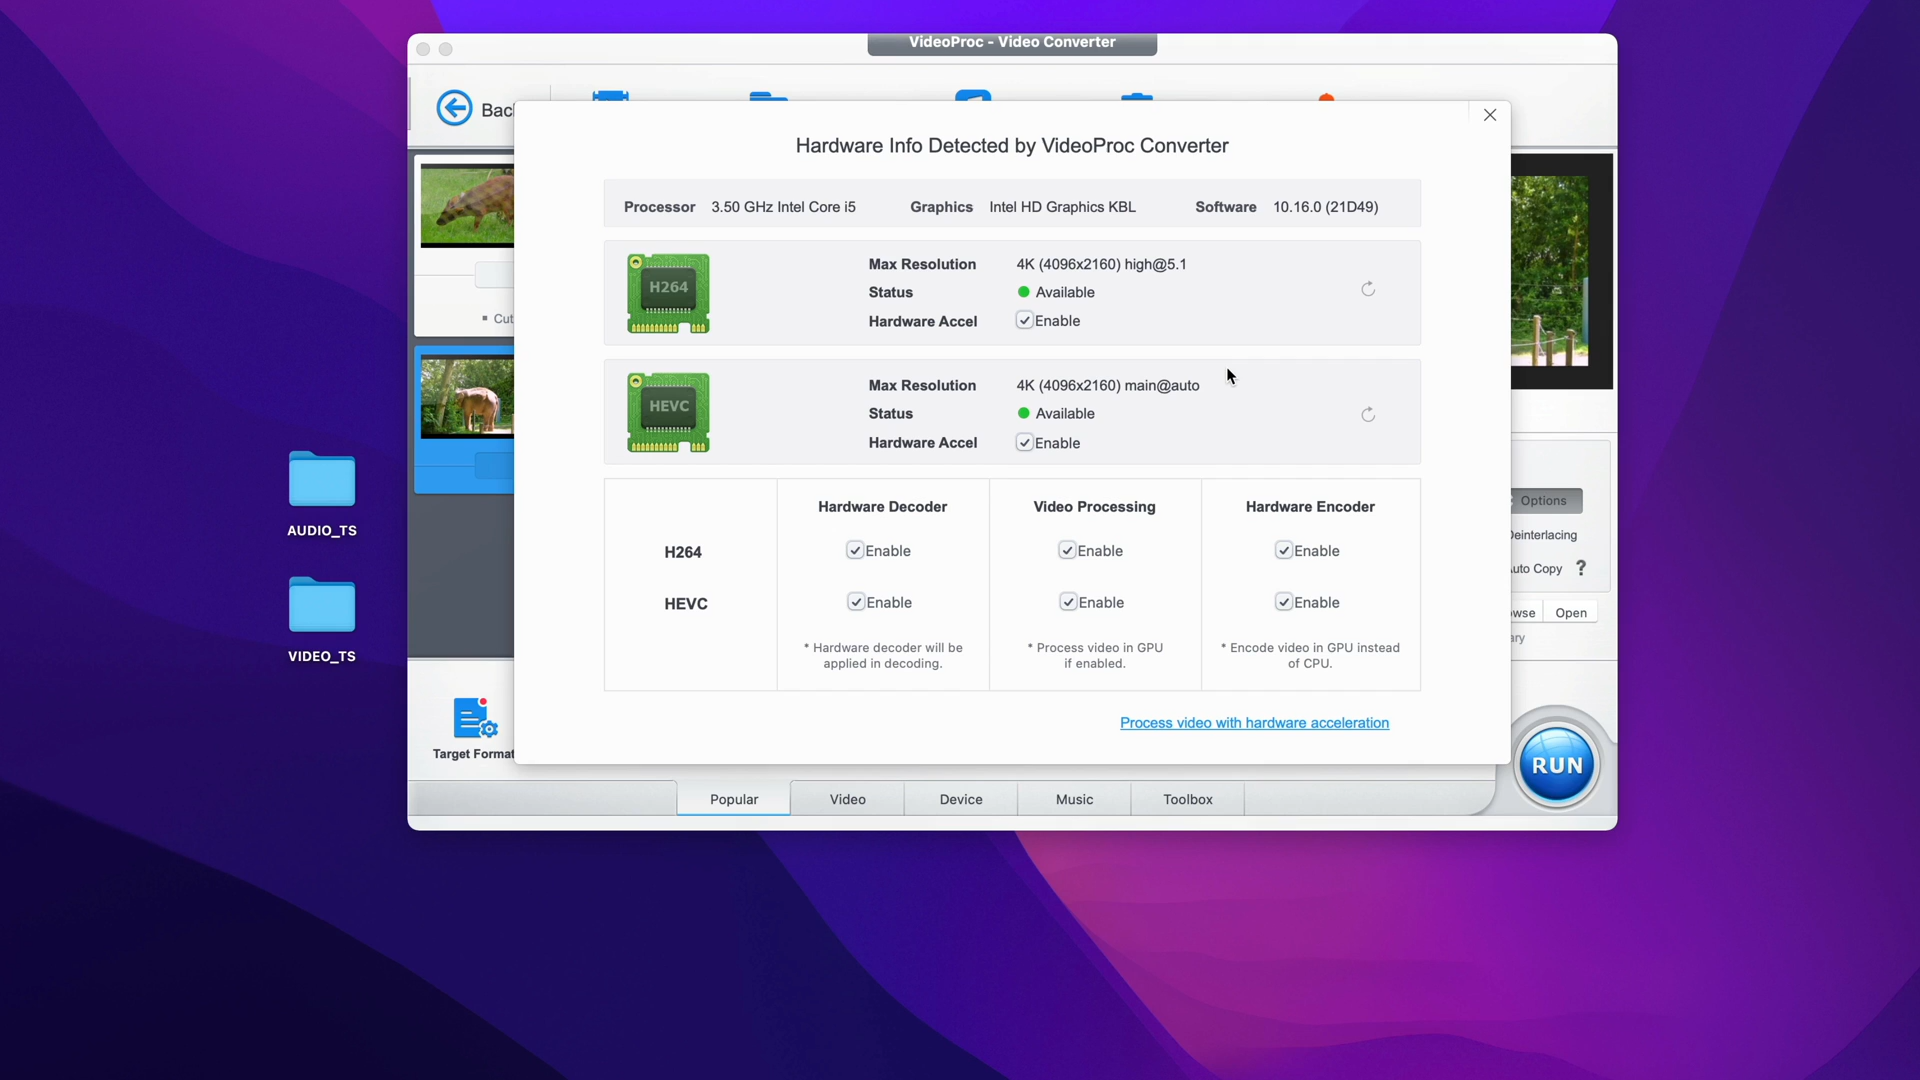 VideoProc - Video Converter
Hardware Info Detected by VideoProc Converter
Processor 3.50 GHz Intel Core i5 Graphics Intel HD Graphics KBL Software 10.16.0 (21D49)
H264
Max Resolution 4K (4096x2160) high@5.1
Status Available
Hardware Accel Enable
Cut
HEVC
Max Resolution 4K (4096x2160) main@auto
Status Available
Hardware Accel Enable
Hardware Decoder Video Processing Hardware Encoder
H264 Enable Enable Enable
HEVC Enable Enable Enable
* Hardware decoder will be applied in decoding.
* Process video in GPU if enabled.
* Encode video in GPU instead of CPU.
Process video with hardware acceleration
Options
Deinterlacing
Copy ?
Open
AUDIO_TS
VIDEO_TS
Target Format
RUN
Popular Video Device Music Toolbox